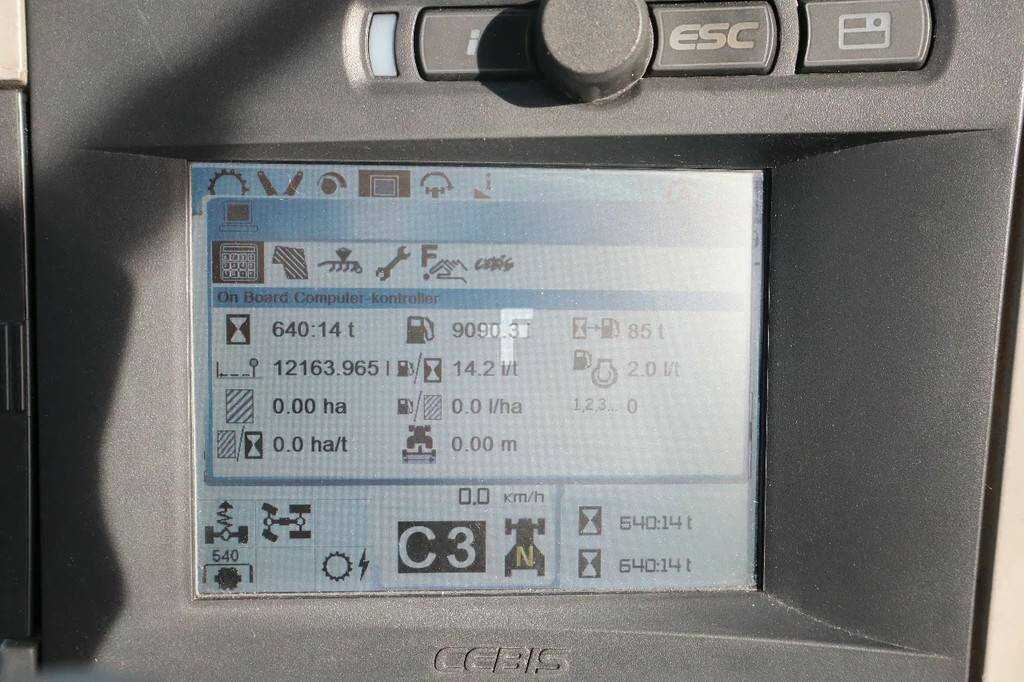 i ESC
i
F. CEBIS
On Board Computer-kontroller
640:14 t 9090.3 85 t
12163.965 l 14.2 l/t 2.0 l/t
0.00 ha 0.0 l/ha 1,2,3... 0
0.0 ha/t 0.00 m
0,0 KM/H
C3 N 640:14 t
540 640:14 t
CEBIS